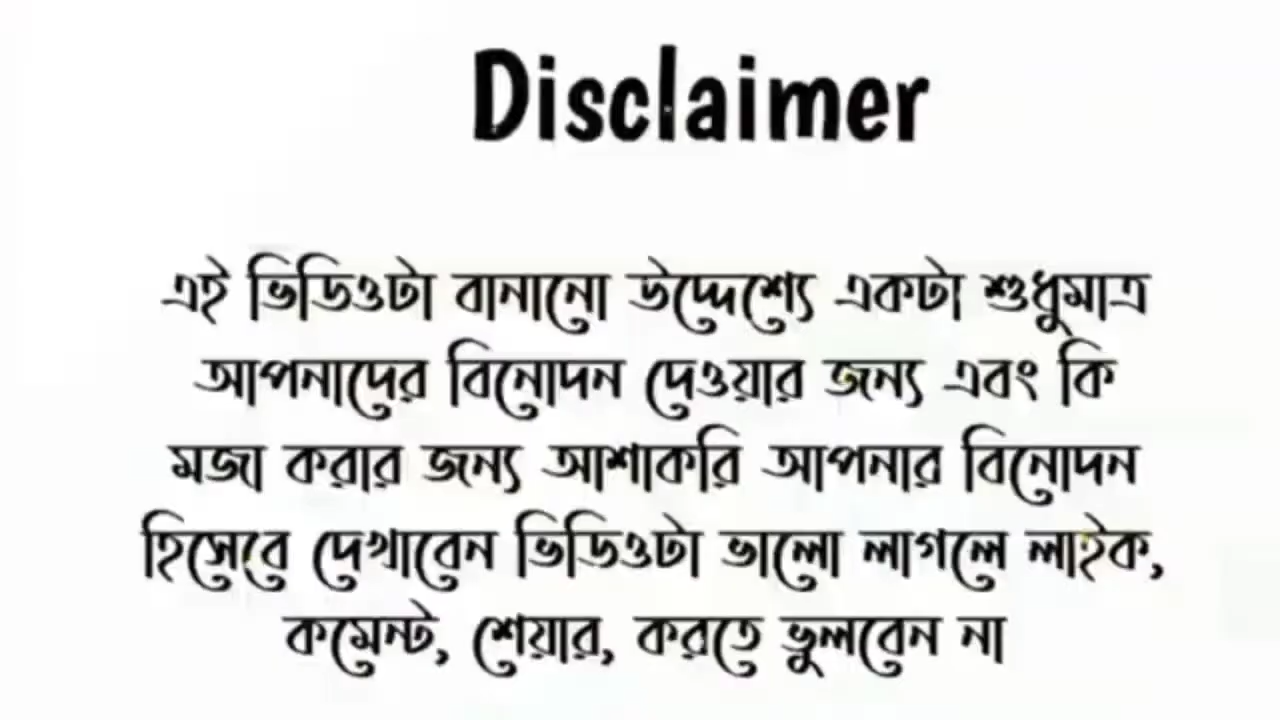 Disclaimer
এই ভিডিওটা বানানো উদ্দেশ্যে একটা শুধুমাত্র
আপনাদের বিনোদন দেওয়ার জন্য এবং কি
মজা করার জন্য আশাকরি আপনার বিনোদন
হিসেবে দেখাবেন ভিডিওটা ভালো লাগলে লাইক,
কমেন্ট, শেয়ার, করতে ভুলবেন না